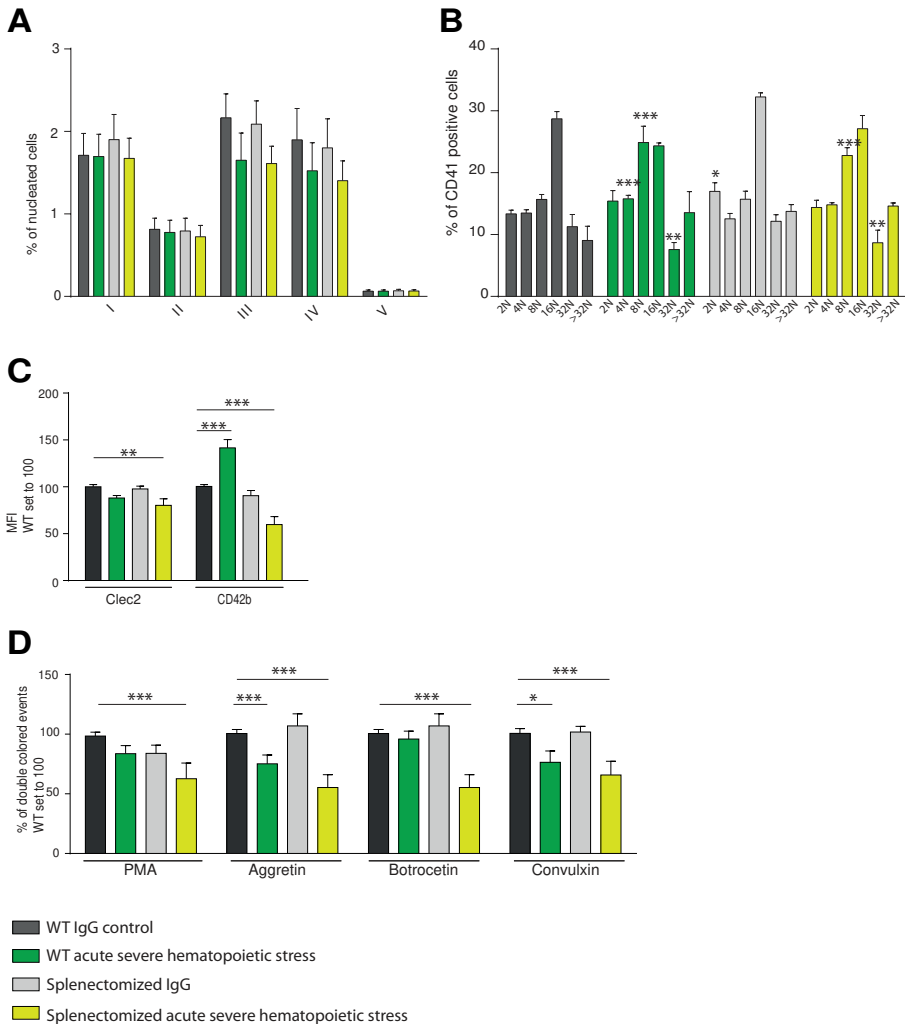 A
% of nucleated cells
3
2
1
0
I
II
III
IV
V
B
% of CD41 positive cells
40
30
20
10
0
***
***
**
*
***
**
2N 4N 8N 16N 32N >32N 2N 4N 8N 16N 32N >32N 2N 4N 8N 16N 32N >32N 2N 4N 8N 16N 32N >32N
C
MFI
WT set to 100
200
150
100
50
0
**
***
***
Clec2
CD42b
D
% of double colored events
WT set to 100
150
100
50
0
***
***
***
***
***
*
PMA
Aggretin
Botrocetin
Convulxin
WT IgG control
WT acute severe hematopoietic stress
Splenectomized IgG
Splenectomized acute severe hematopoietic stress